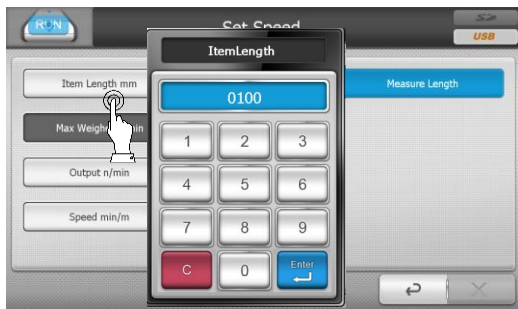 RUN
Set Speed
SD
USB
ItemLength
Item Length mm
0100
Measure Length
Max Weigh in
1 2 3
Output n/min
4 5 6
Speed min/m
7 8 9
C 0 Enter